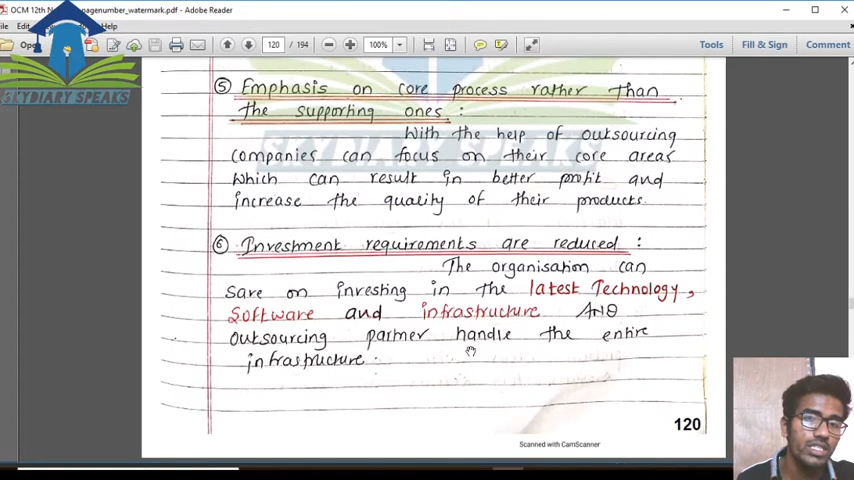 OCM 12th N pagenumber_watermark.pdf - Adobe Reader
File Edit Help
Open 120 / 194 100% Tools Fill & Sign Comment
SKYDIARY SPEAKS
⑤ Emphasis on core process rather than
the supporting ones :
With the help of outsourcing
companies can focus on their core areas
which can result in better profit and
increase the quality of their products.
⑥ Investment requirements are reduced :
The organisation can
save on investing in the latest Technology,
Software and infrastructure AND
outsourcing partner handle the entire
infrastructure.
120
Scanned with CamScanner